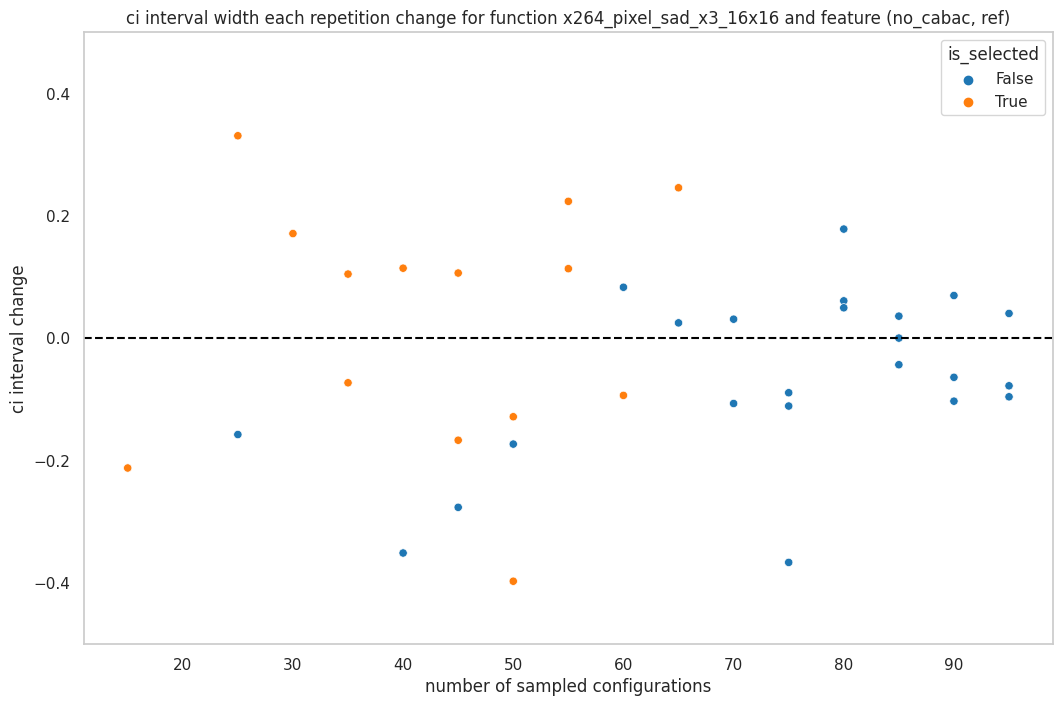 ci interval width each repetition change for function x264_pixel_sad_x3_16x16 and feature (no_cabac, ref)
is_selected
False
True
ci interval change
0.4
0.2
0.0
−0.2
−0.4
20 30 40 50 60 70 80 90
number of sampled configurations